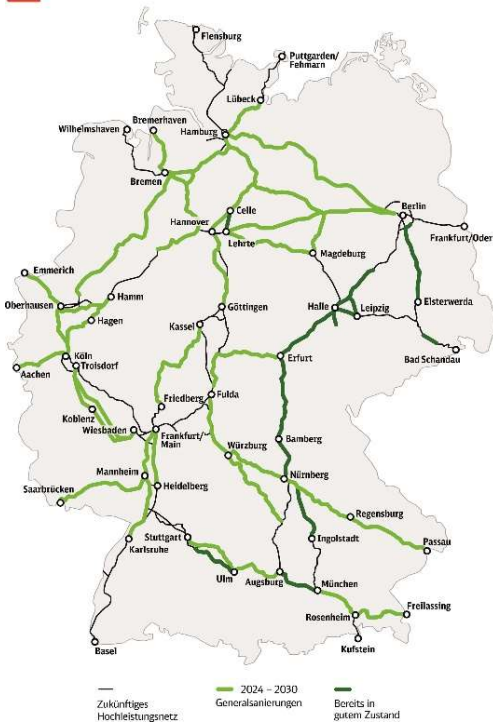 Flensburg
Puttgarden/
Fehmarn
Lübeck
Bremerhaven
Wilhelmshaven
Hamburg
Bremen
Celle
Hannover
Lehrte
Berlin
Frankfurt/Oder
Magdeburg
Emmerich
Oberhausen
Hamm
Hagen
Göttingen
Kassel
Halle
Leipzig
Elsterwerda
Bad Schandau
Köln
Troisdorf
Aachen
Erfurt
Koblenz
Friedberg
Fulda
Wiesbaden
Frankfurt/
Main
Würzburg
Bamberg
Mannheim
Heidelberg
Saarbrücken
Nürnberg
Regensburg
Passau
Stuttgart
Karlsruhe
Ingolstadt
Ulm
Augsburg
München
Rosenheim
Freilassing
Kufstein
Basel
Zukünftiges
Hochleistungsnetz
2024 – 2030
Generalsanierungen
Bereits in
gutem Zustand